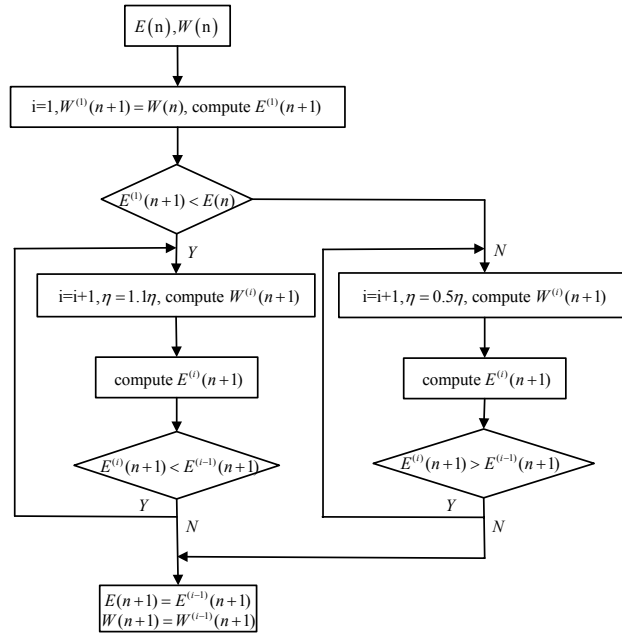 E(n),W(n)
i=1,W^(1)(n+1)=W(n), compute E^(1)(n+1)
E^(1)(n+1)<E(n)
Y
N
i=i+1,η=1.1η, compute W^(i)(n+1)
i=i+1,η=0.5η, compute W^(i)(n+1)
compute E^(i)(n+1)
compute E^(i)(n+1)
E^(i)(n+1)<E^(i−1)(n+1)
E^(i)(n+1)>E^(i−1)(n+1)
Y
N
Y
N
E(n+1)=E^(i−1)(n+1)
W(n+1)=W^(i−1)(n+1)